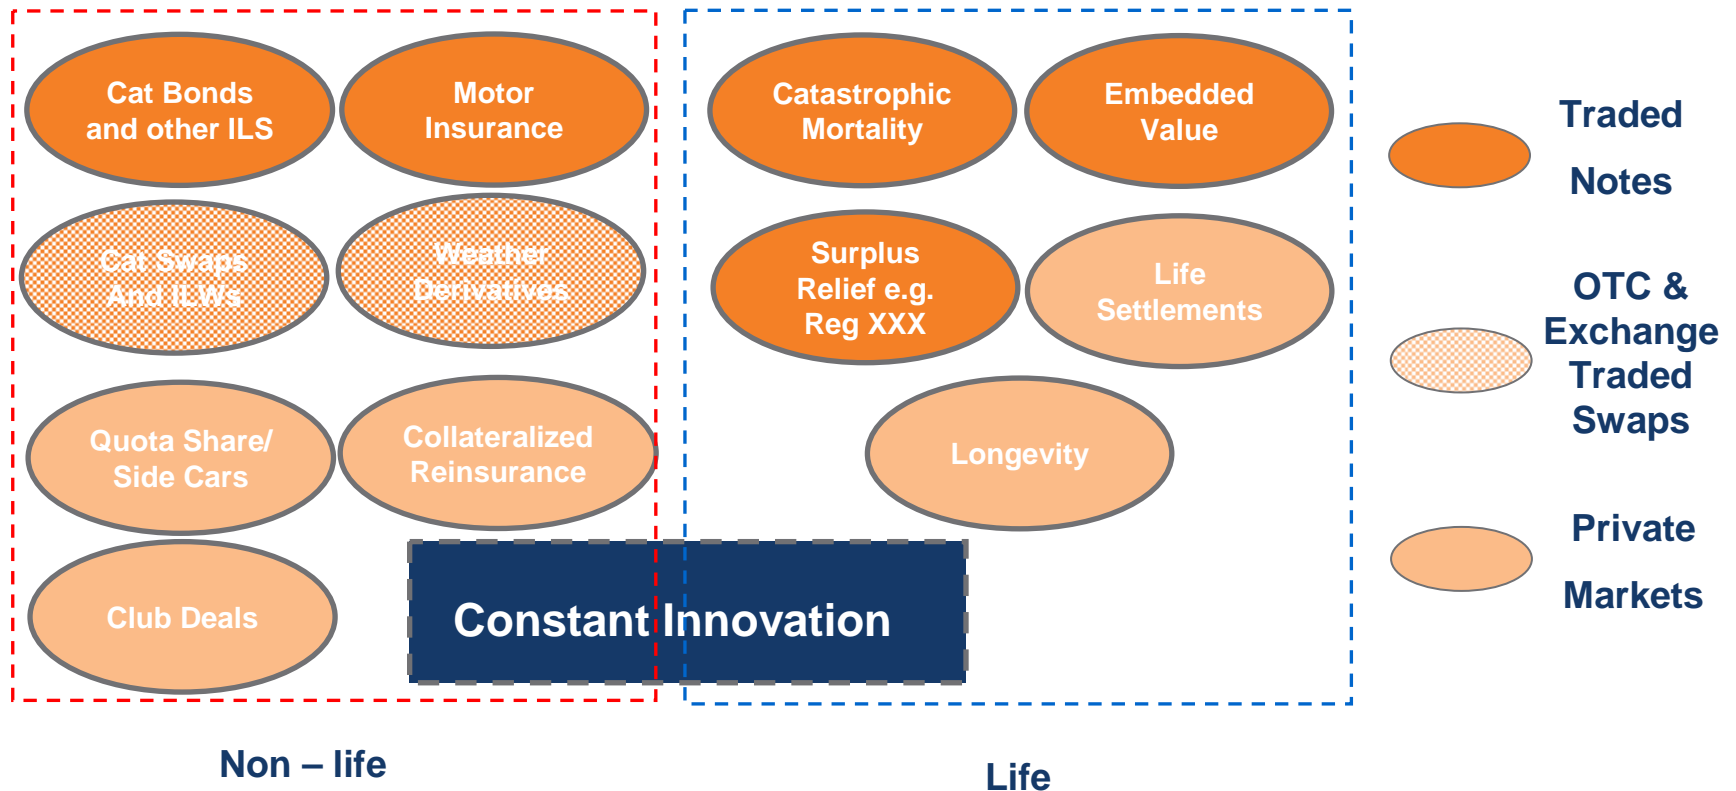 Cat Bonds
and other ILS
Motor
Insurance
Cat Swaps
And ILWs
Weather
Derivatives
Quota Share/
Side Cars
Collateralized
Reinsurance
Club Deals
Catastrophic
Mortality
Embedded
Value
Surplus
Relief e.g.
Reg XXX
Life
Settlements
Longevity
Constant Innovation
Non – life
Life
Traded
Notes
OTC &
Exchange
Traded
Swaps
Private
Markets